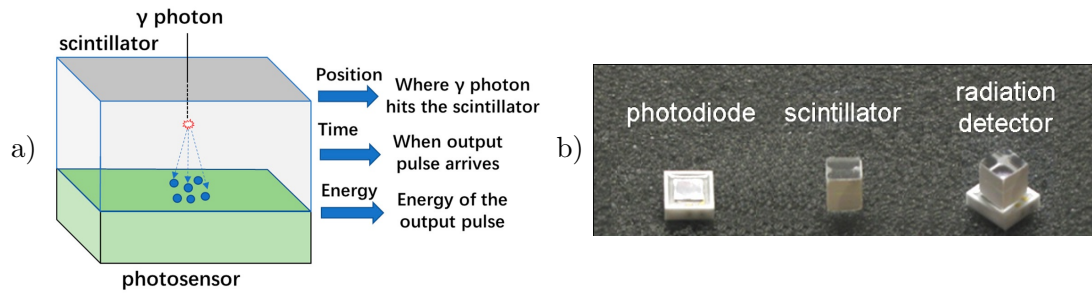 γ photon
scintillator
Position
Where γ photon
hits the scintillator
a)
Time
When output
pulse arrives
Energy
Energy of the
output pulse
photosensor
b)
photodiode
scintillator
radiation
detector